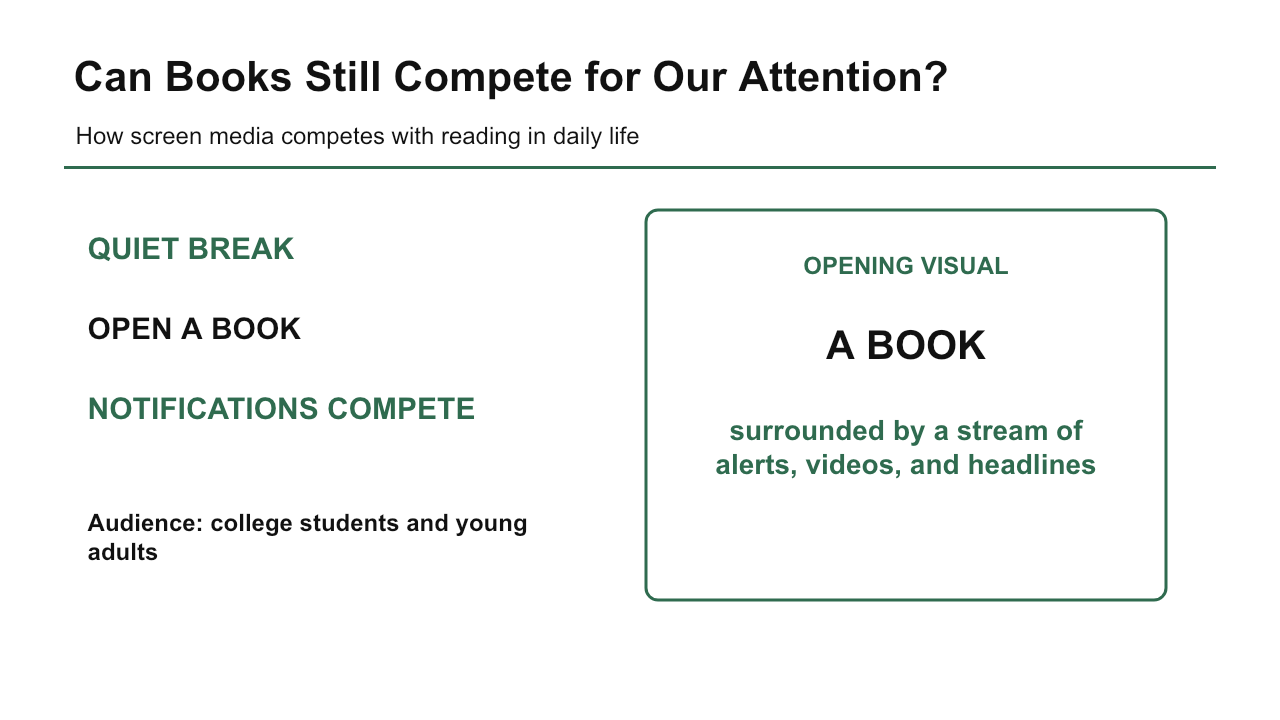 Can Books Still Compete for Our Attention?
How screen media competes with reading in daily life
QUIET BREAK
OPEN A BOOK
NOTIFICATIONS COMPETE
Audience: college students and young
adults
OPENING VISUAL
A BOOK
surrounded by a stream of
alerts, videos, and headlines